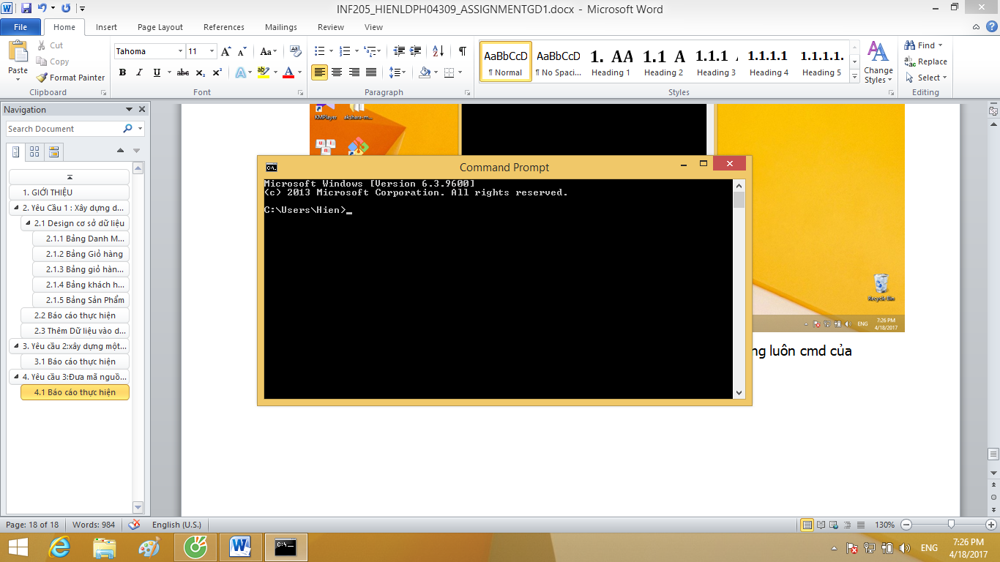 INF205_HIENLDPH04309_ASSIGNMENTGD1.docx - Microsoft Word
File Home Insert Page Layout References Mailings Review View
Paste
Cut
Copy
Format Painter
Clipboard
Tahoma 11
Font
Paragraph
AaBbCcD AaBbCcD 1. AA 1.1 A 1.1.1 1.1.1.1 1.1.1.1.
¶ Normal ¶ No Spaci... Heading 1 Heading 2 Heading 3 Heading 4 Heading 5
Styles
Change Styles
Find
Replace
Select
Editing
Navigation
Search Document
1. GIỚI THIỆU
2. Yêu Cầu 1 : Xây dựng d...
2.1 Design cơ sở dữ liệu
2.1.1 Bảng Danh M...
2.1.2 Bảng Giỏ hàng
2.1.3 Bảng giỏ hàn...
2.1.4 Bảng khách h...
2.1.5 Bảng Sản Phẩm
2.2 Báo cáo thực hiện
2.3 Thêm Dữ liệu vào d...
3. Yêu cầu 2:xây dựng một...
3.1 Báo cáo thực hiện
4. Yêu cầu 3:Đưa mã nguồ...
4.1 Báo cáo thực hiện
KMPlayer akshara-m...
Command Prompt
Microsoft Windows [Version 6.3.9600]
(c) 2013 Microsoft Corporation. All rights reserved.
C:\Users\Hien>_
Recycle Bin
ENG 7:26 PM
4/18/2017
ng luôn cmd của
Page: 18 of 18 Words: 984 English (U.S.) 130%
ENG 7:26 PM
4/18/2017